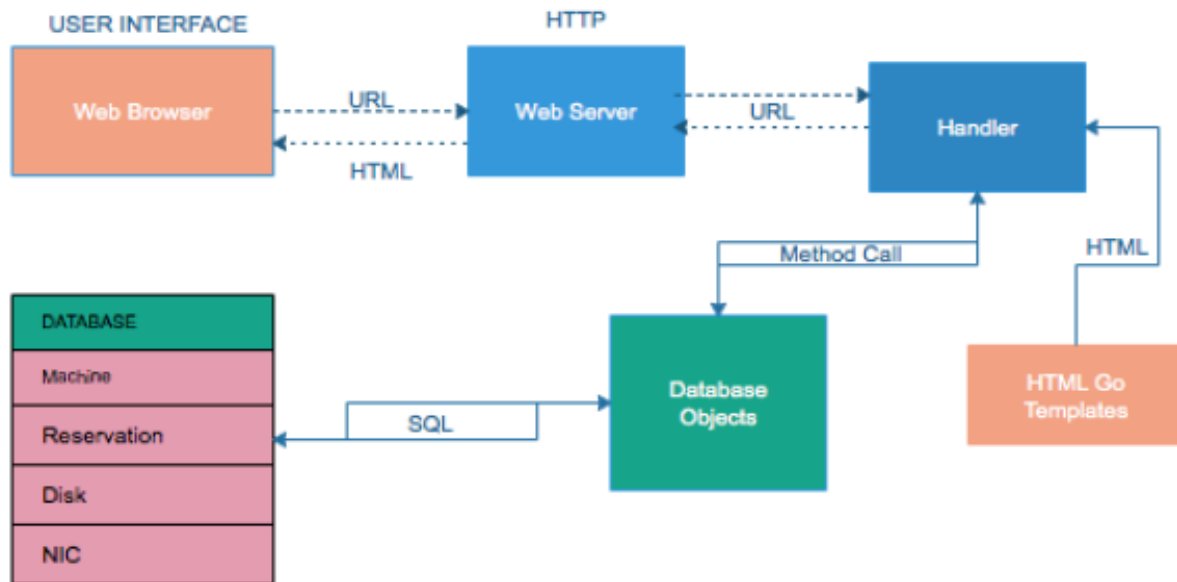 USER INTERFACE
HTTP
Web Browser
URL
HTML
Web Server
URL
Handler
Method Call
HTML
DATABASE
Machine
Reservation
Disk
NIC
SQL
Database
Objects
HTML Go
Templates